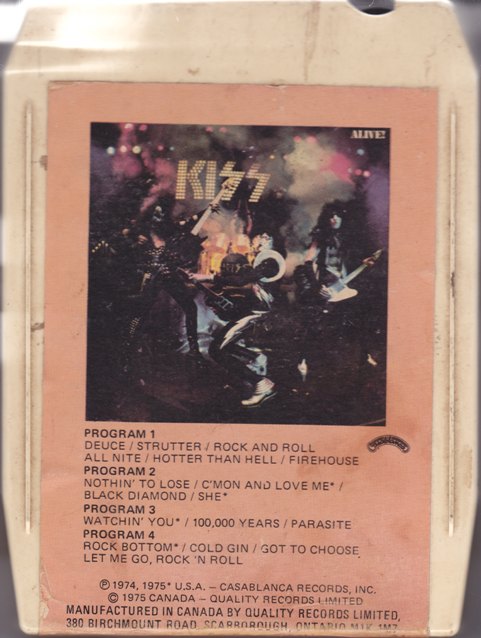 ALIVE!
KISS
PROGRAM 1
DEUCE / STRUTTER / ROCK AND ROLL
ALL NITE / HOTTER THAN HELL / FIREHOUSE
PROGRAM 2
NOTHIN' TO LOSE / C'MON AND LOVE ME* /
BLACK DIAMOND / SHE*
PROGRAM 3
WATCHIN' YOU* / 100,000 YEARS / PARASITE
PROGRAM 4
ROCK BOTTOM* / COLD GIN / GOT TO CHOOSE
LET ME GO, ROCK 'N ROLL
Ⓟ 1974, 1975* U.S.A. – CASABLANCA RECORDS, INC.
© 1975 CANADA – QUALITY RECORDS LIMITED
MANUFACTURED IN CANADA BY QUALITY RECORDS LIMITED,
380 BIRCHMOUNT ROAD, SCARBOROUGH, ONTARIO M1K 1M7